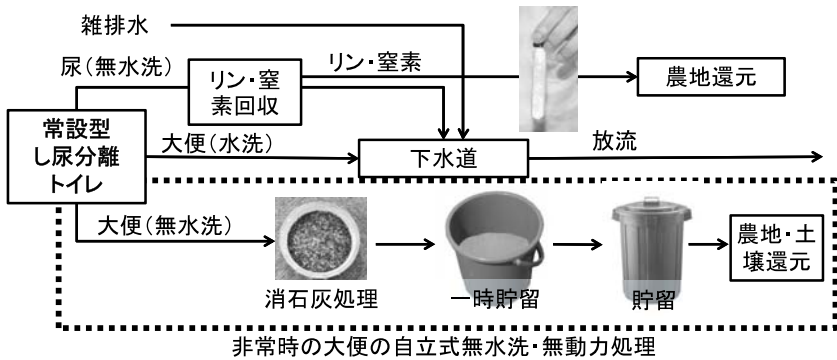 雑排水
尿(無水洗)
リン・窒
素回収
リン・窒素
農地還元
常設型
し尿分離
トイレ
大便(水洗)
下水道
放流
大便(無水洗)
消石灰処理
一時貯留
貯留
農地・土
壌還元
非常時の大便の自立式無水洗・無動力処理